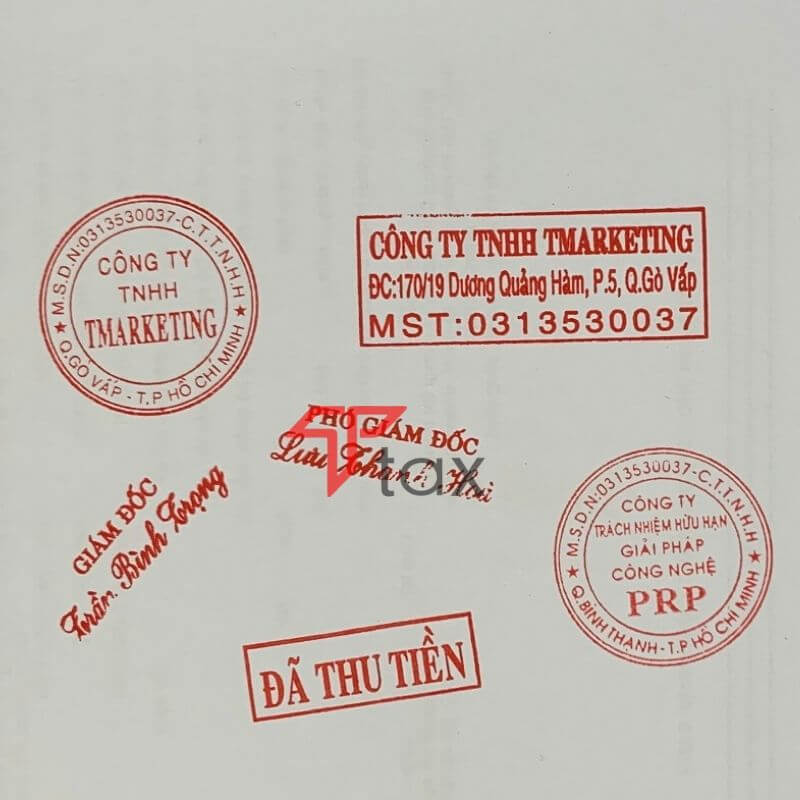 M.S.D.N:0313530037-C.T.T.N.H.H
CÔNG TY
TNHH
TMARKETING
★ Q.GÒ VẤP - T.P HỒ CHÍ MINH ★
CÔNG TY TNHH TMARKETING
ĐC:170/19 Dương Quảng Hàm, P.5, Q.Gò Vấp
MST:0313530037
PHÓ GIÁM ĐỐC
Lưu Thanh
tax
GIÁM ĐỐC
Trần Bình Trọng
M.S.D.N:0313530037-C.T.T.N.H.H
CÔNG TY
TRÁCH NHIỆM HỮU HẠN
GIẢI PHÁP
CÔNG NGHỆ
PRP
★ Q.BÌNH THẠNH - T.P HỒ CHÍ MINH ★
ĐÃ THU TIỀN